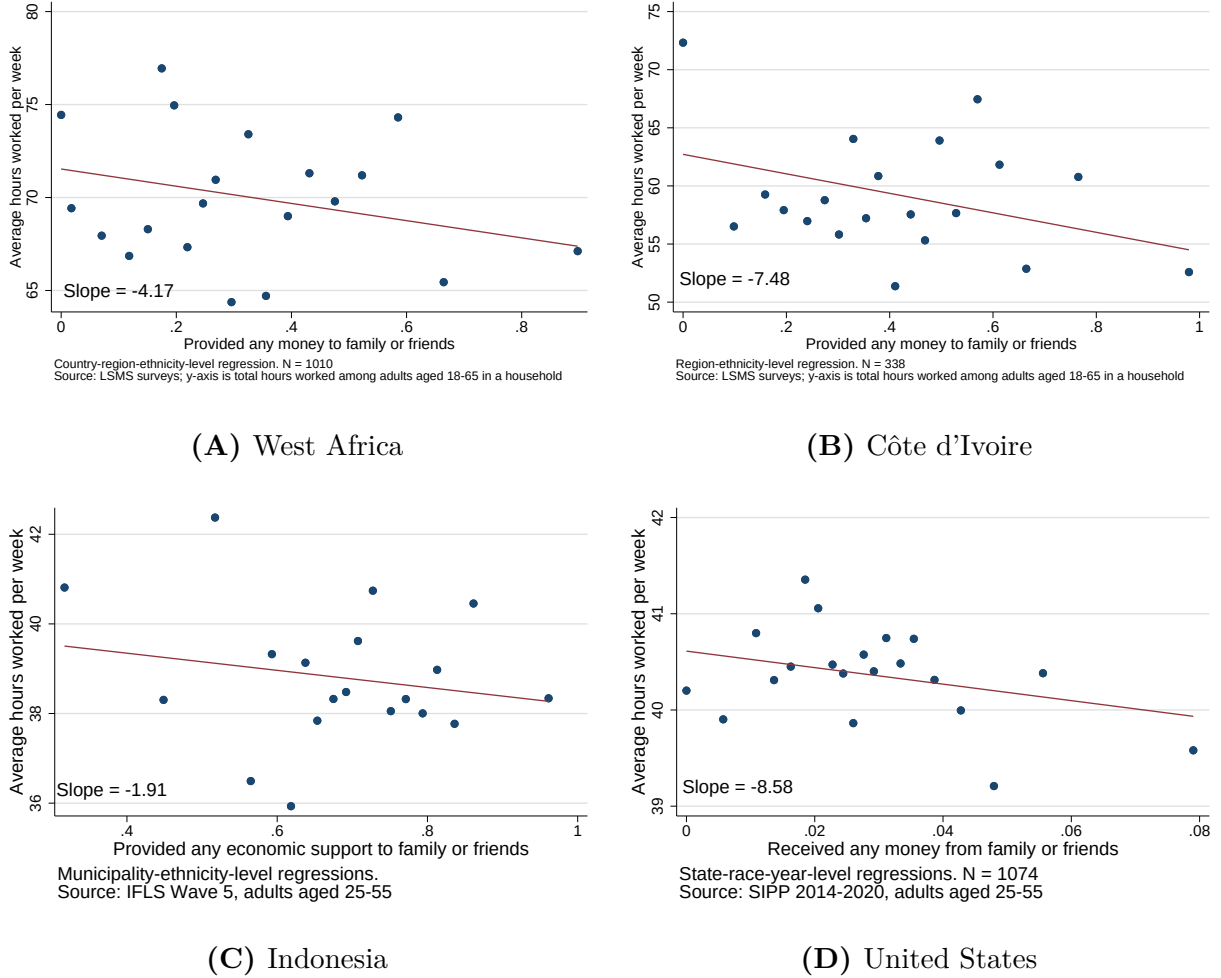 Average hours worked per week
80
75
70
65
Slope = -4.17
0 .2 .4 .6 .8
Provided any money to family or friends
Country-region-ethnicity-level regression. N = 1010
Source: LSMS surveys; y-axis is total hours worked among adults aged 18-65 in a household
(A) West Africa
Average hours worked per week
75
70
65
60
55
50
Slope = -7.48
0 .2 .4 .6 .8 1
Provided any money to family or friends
Region-ethnicity-level regression. N = 338
Source: LSMS surveys; y-axis is total hours worked among adults aged 18-65 in a household
(B) Côte d'Ivoire
Average hours worked per week
42
40
38
36
Slope = -1.91
.4 .6 .8 1
Provided any economic support to family or friends
Municipality-ethnicity-level regressions.
Source: IFLS Wave 5, adults aged 25-55
(C) Indonesia
Average hours worked per week
42
41
40
39
Slope = -8.58
0 .02 .04 .06 .08
Received any money from family or friends
State-race-year-level regressions. N = 1074
Source: SIPP 2014-2020, adults aged 25-55
(D) United States